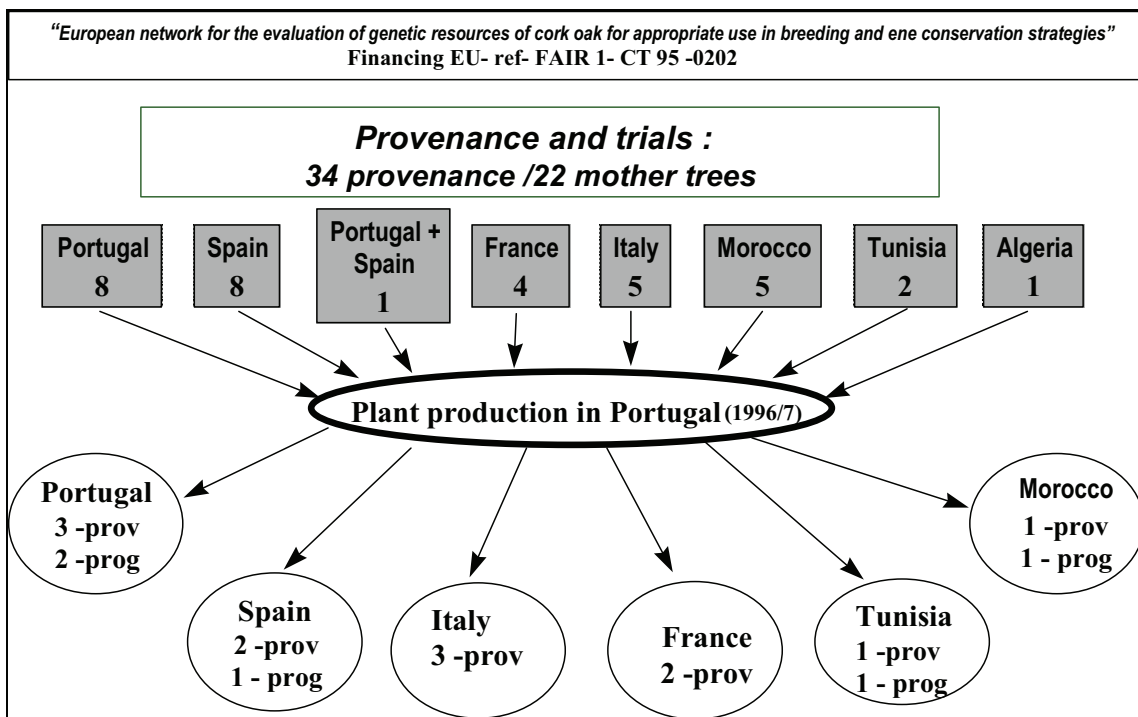 “European network for the evaluation of genetic resources of cork oak for appropriate use in breeding and ene conservation strategies”
Financing EU- ref- FAIR 1- CT 95 -0202
Provenance and trials :
34 provenance /22 mother trees
Portugal
8
Spain
8
Portugal +
Spain
1
France
4
Italy
5
Morocco
5
Tunisia
2
Algeria
1
Plant production in Portugal (1996/7)
Portugal
3 -prov
2 -prog
Spain
2 -prov
1 - prog
Italy
3 -prov
France
2 -prov
Tunisia
1 -prov
1 - prog
Morocco
1 -prov
1 - prog